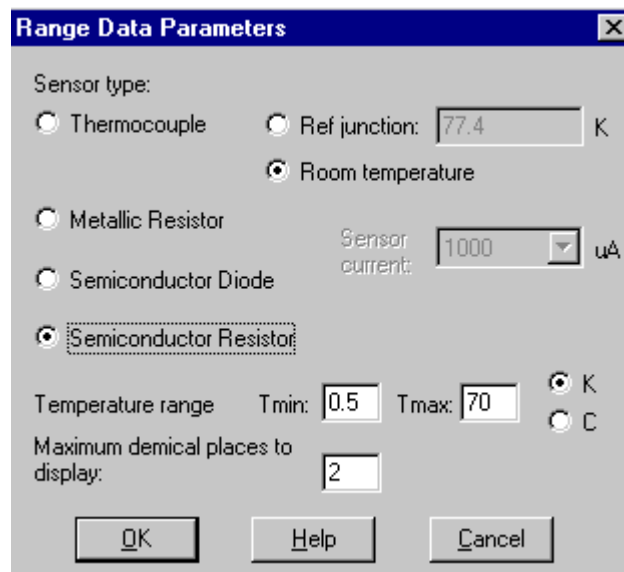 Range Data Parameters
Sensor type:
Thermocouple
Ref junction: 77.4 K
Room temperature
Metallic Resistor
Sensor
current: 1000 uA
Semiconductor Diode
Semiconductor Resistor
Temperature range Tmin: 0.5 Tmax: 70
K
C
Maximum demical places to
display: 2
OK Help Cancel